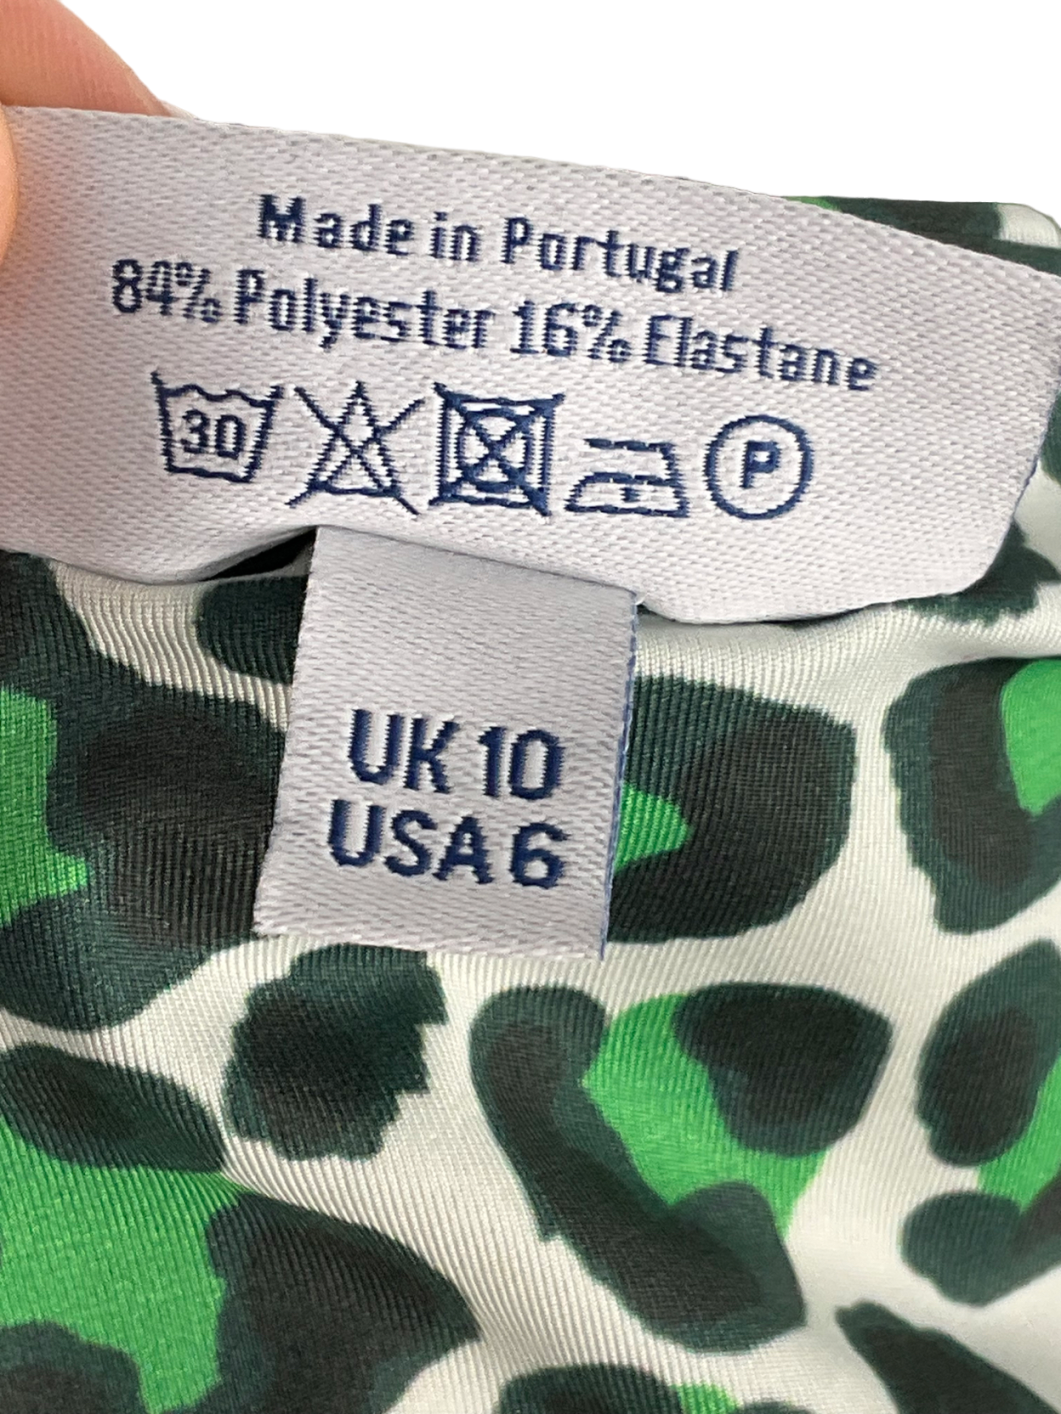 Made in Portugal
84% Polyester 16% Elastane
30 P
UK 10
USA 6